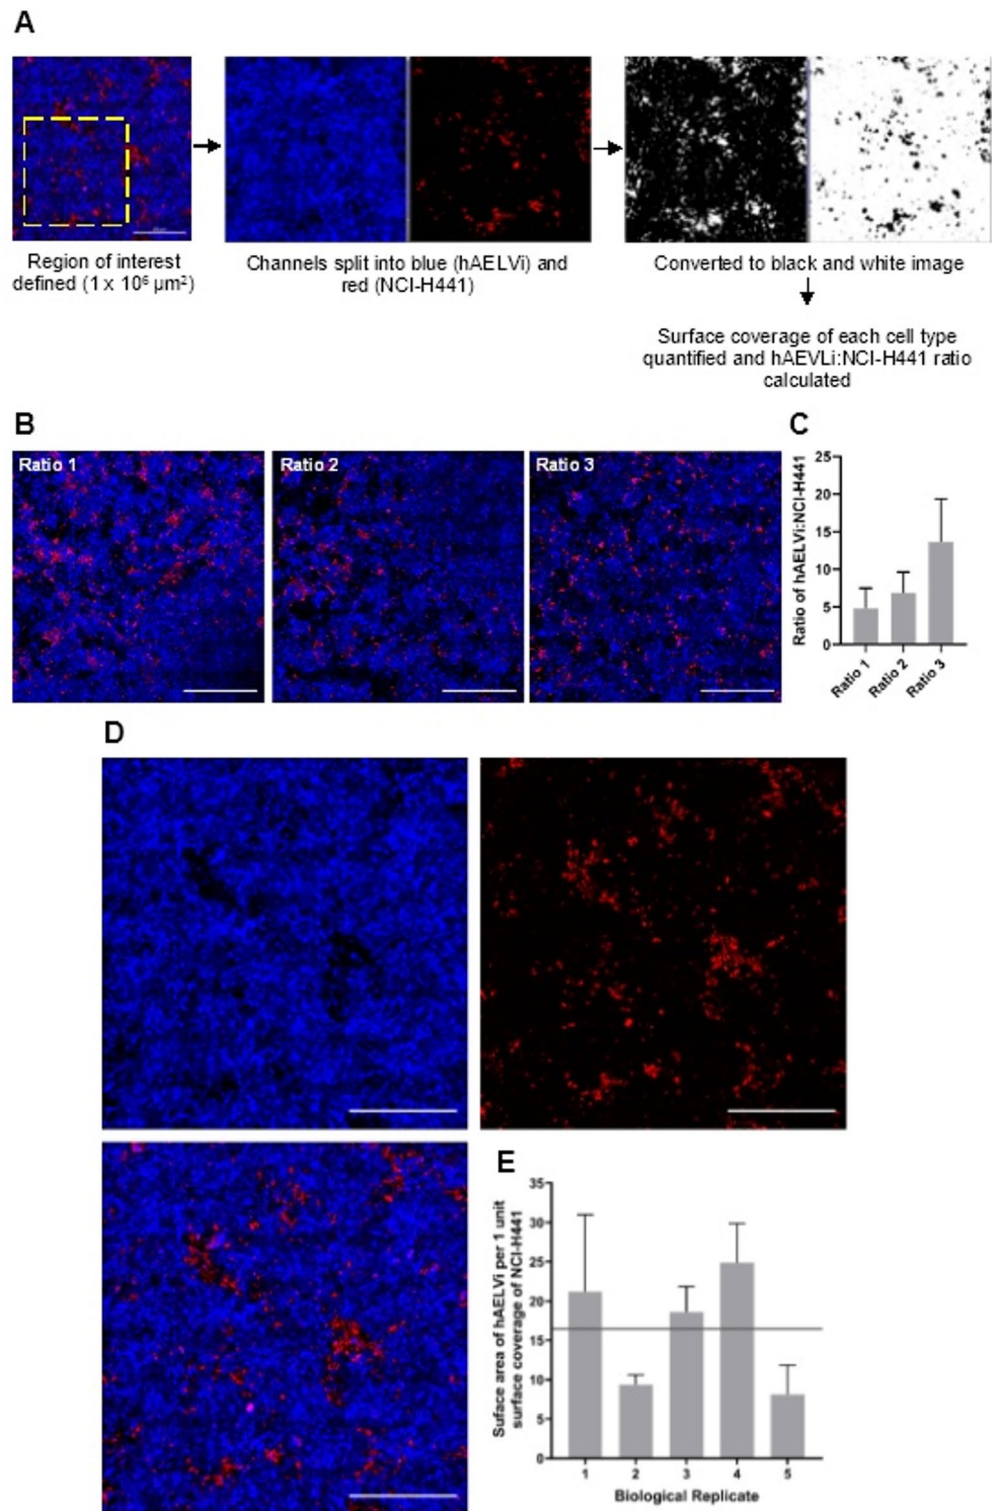 A
Region of interest
defined (1 x 10⁶ µm²)
Channels split into blue (hAELVi) and
red (NCI-H441)
Converted to black and white image
Surface coverage of each cell type
quantified and hAEVLi:NCI-H441 ratio
calculated
B
Ratio 1
Ratio 2
Ratio 3
C
Ratio of hAELVi:NCI-H441
25
20
15
10
5
0
Ratio 1
Ratio 2
Ratio 3
D
E
Suface area of hAELVi per 1 unit
surface coverage of NCI-H441
35
30
25
20
15
10
5
0
1 2 3 4 5
Biological Replicate